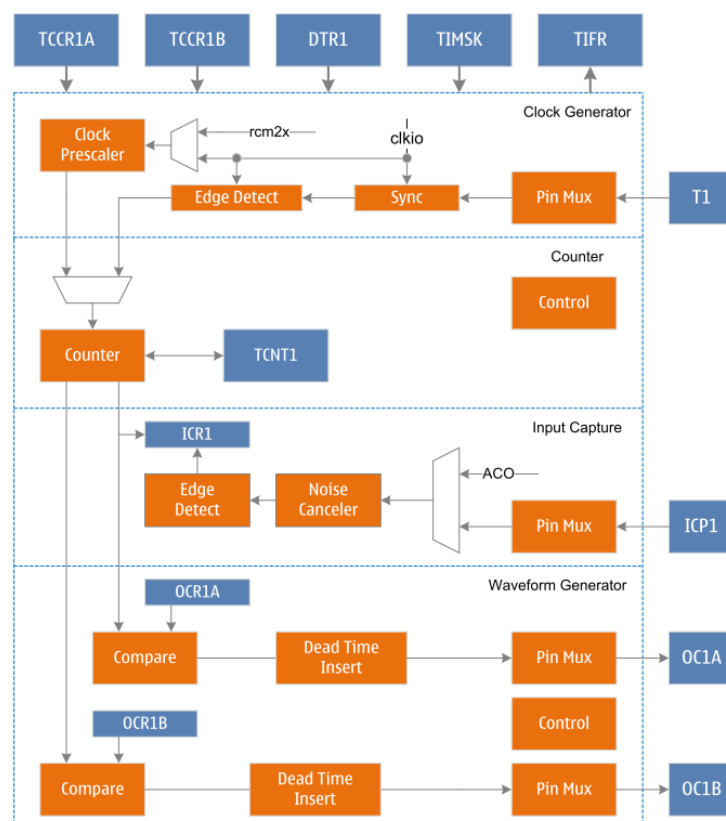 TCCR1A
TCCR1B
DTR1
TIMSK
TIFR
Clock Generator
Clock
Prescaler
rcm2x
clkio
Edge Detect
Sync
Pin Mux
T1
Counter
Control
Counter
TCNT1
Input Capture
ICR1
Edge
Detect
Noise
Canceler
ACO
Pin Mux
ICP1
Waveform Generator
OCR1A
Compare
Dead Time
Insert
Pin Mux
OC1A
Control
OCR1B
Compare
Dead Time
Insert
Pin Mux
OC1B